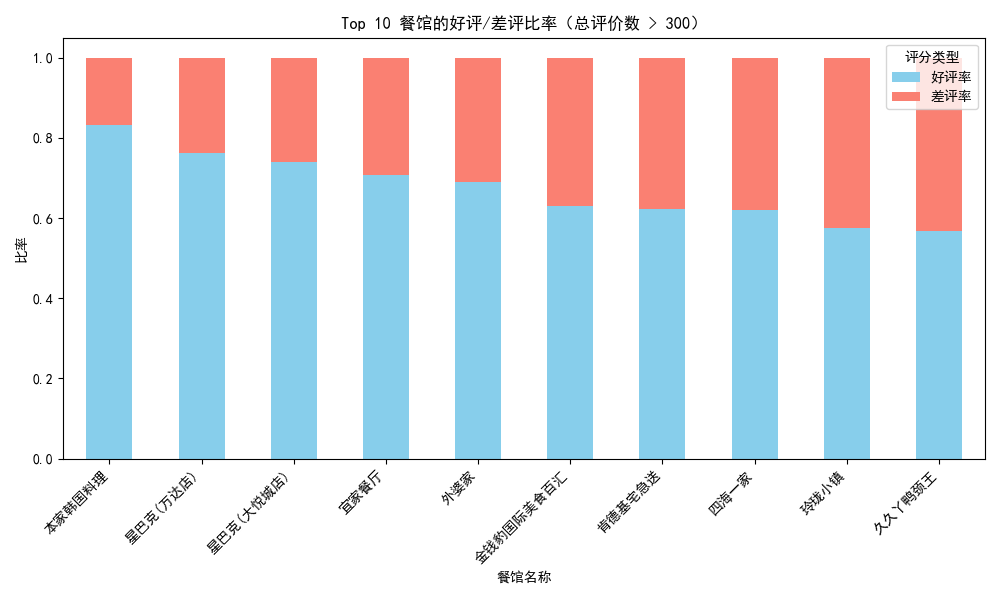 Top 10 餐馆的好评/差评比率（总评价数 > 300）
评分类型
好评率
差评率
比率
1.0
0.8
0.6
0.4
0.2
0.0
本家韩国料理
星巴克(万达店)
星巴克(大悦城店)
宜家餐厅
外婆家
金钱豹国际美食百汇
肯德基宅急送
四海一家
玲珑小镇
久久丫鸭颈王
餐馆名称